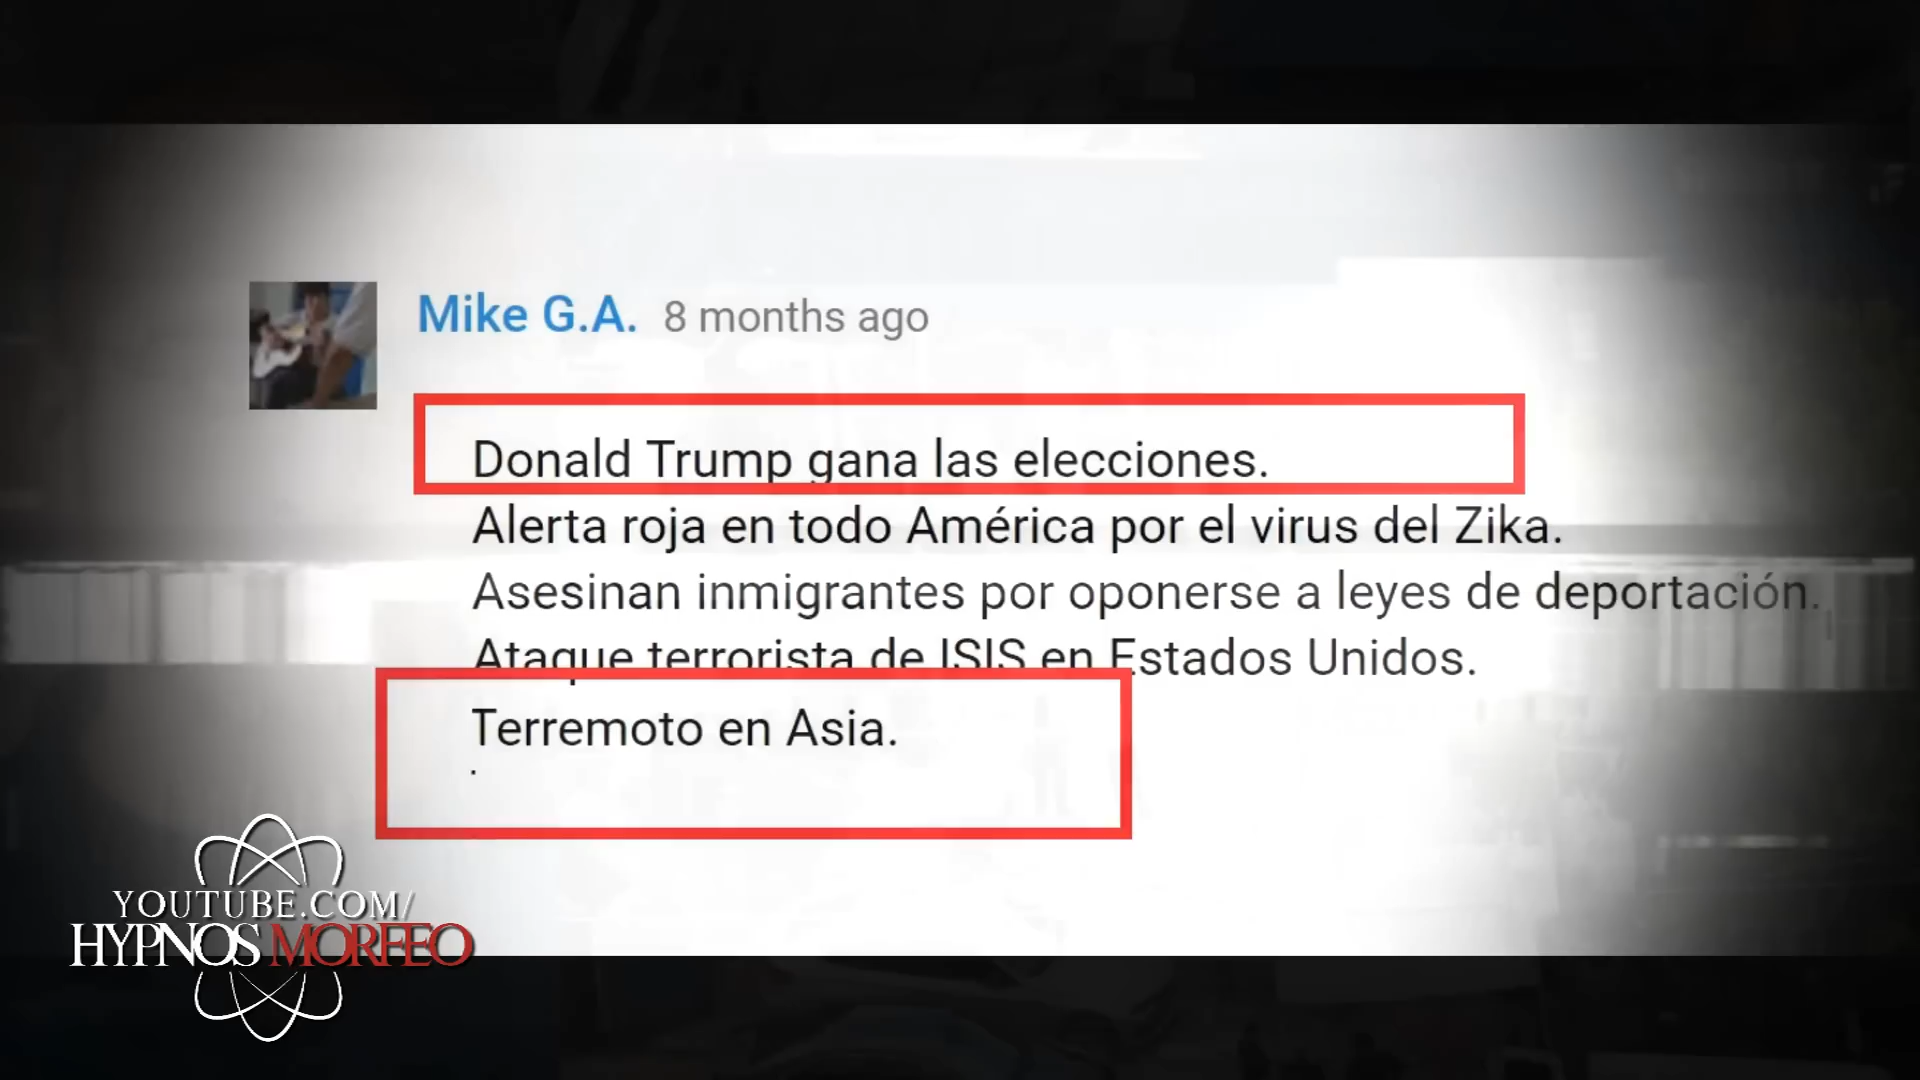 Mike G.A. 8 months ago
Donald Trump gana las elecciones.
Alerta roja en todo América por el virus del Zika.
Asesinan inmigrantes por oponerse a leyes de deportación.
Ataque terrorista de ISIS en Estados Unidos.
Terremoto en Asia.
.
YOUTUBE.COM/
HYPNOS MORFEO